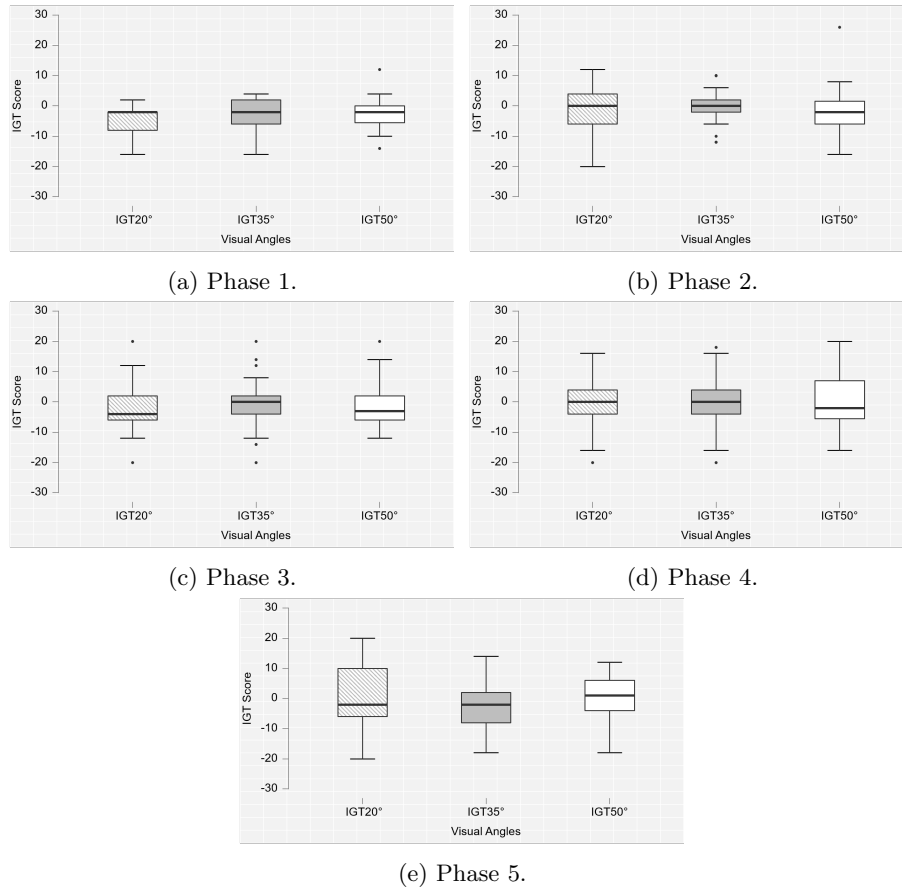 30
20
10
0
-10
-20
-30
IGT Score
IGT20° IGT35° IGT50°
Visual Angles
(a) Phase 1.
30
20
10
0
-10
-20
-30
IGT Score
IGT20° IGT35° IGT50°
Visual Angles
(b) Phase 2.
30
20
10
0
-10
-20
-30
IGT Score
IGT20° IGT35° IGT50°
Visual Angles
(c) Phase 3.
30
20
10
0
-10
-20
-30
IGT Score
IGT20° IGT35° IGT50°
Visual Angles
(d) Phase 4.
30
20
10
0
-10
-20
-30
IGT Score
IGT20° IGT35° IGT50°
Visual Angles
(e) Phase 5.